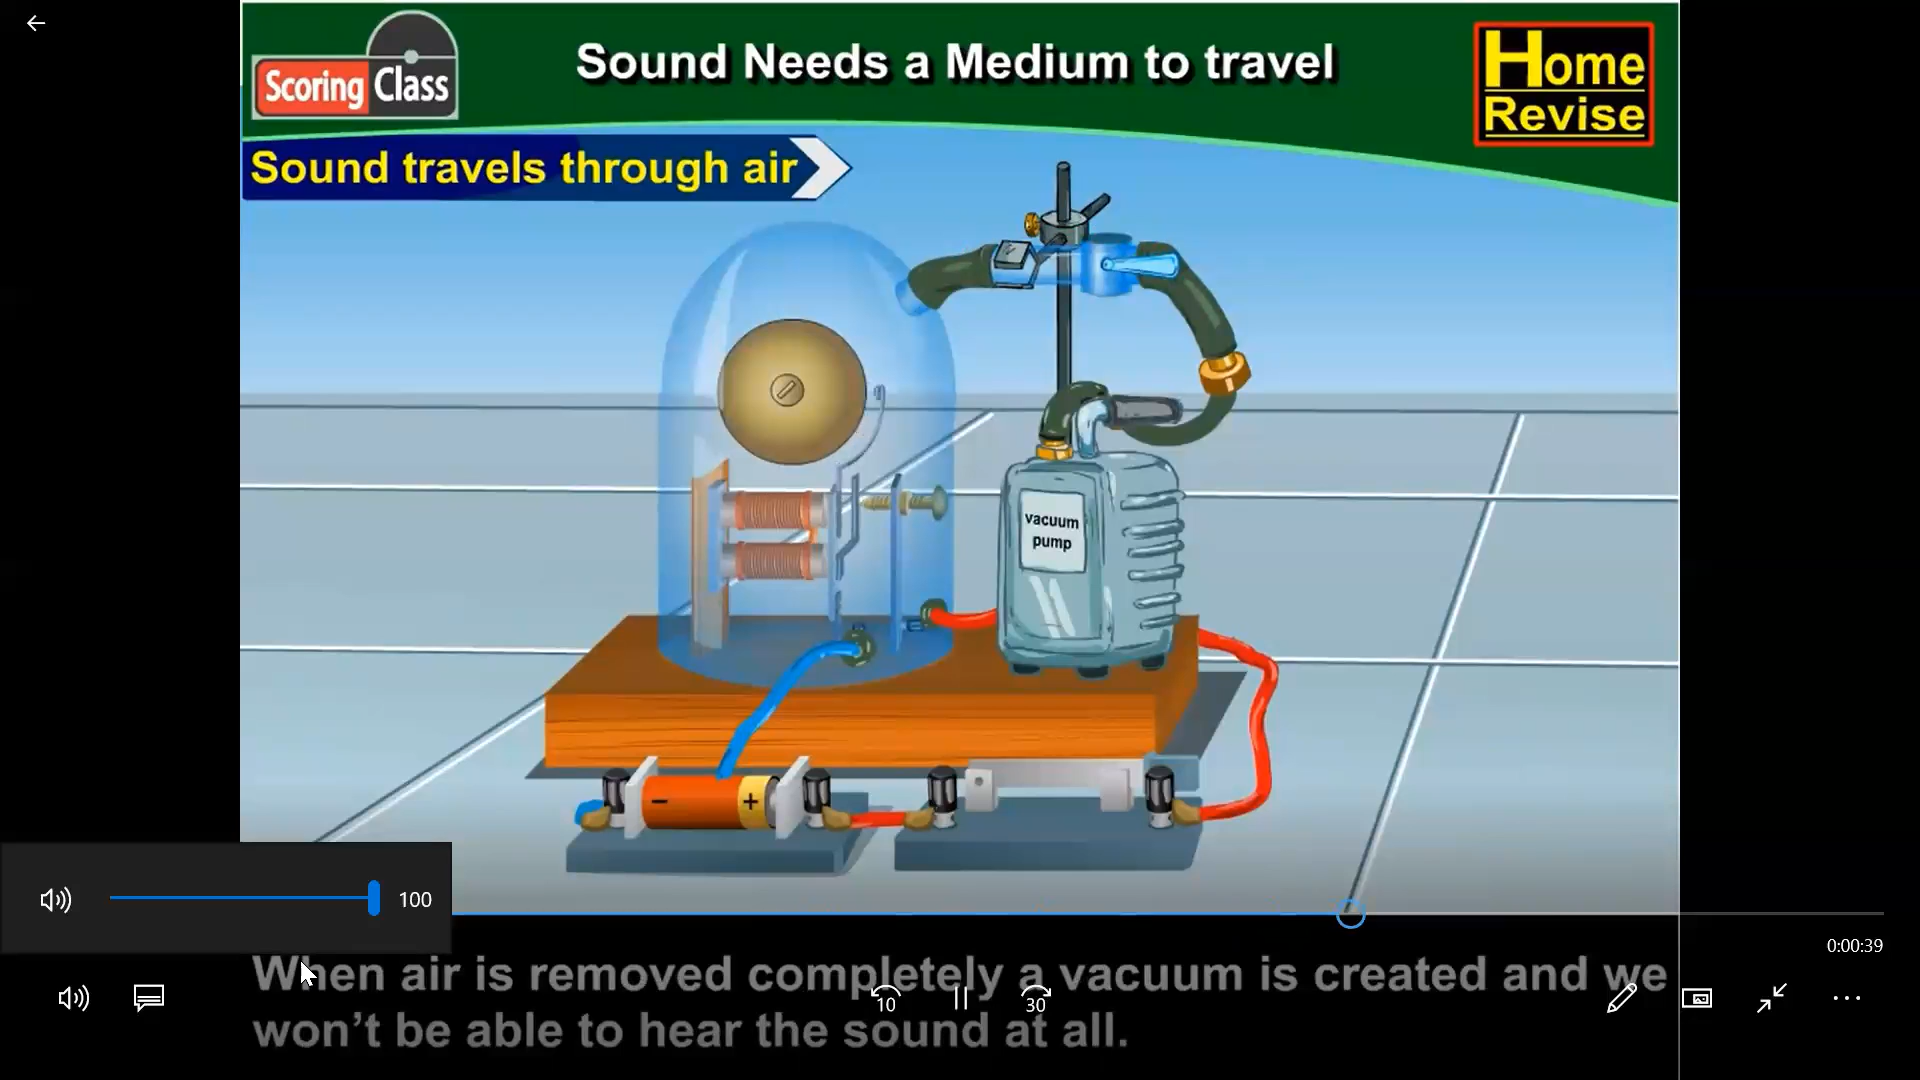 Scoring Class
Sound Needs a Medium to travel
Home
Revise
Sound travels through air
vacuum
pump
- +
100
0:00:39
When air is removed completely a vacuum is created and we
won't be able to hear the sound at all.
10
30